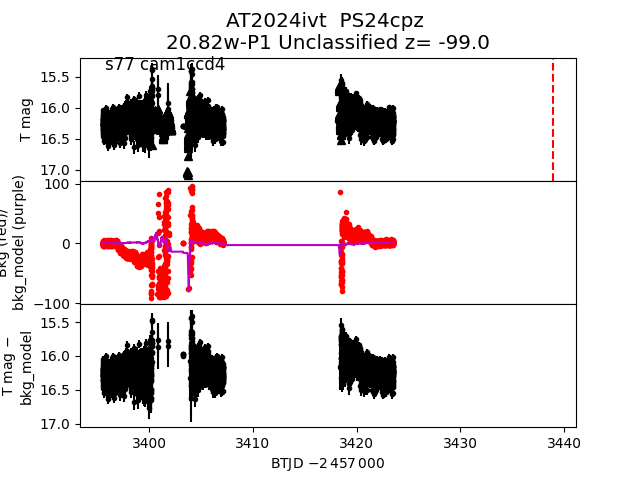 AT2024ivt  PS24cpz
20.82w-P1 Unclassified z= -99.0
s77 cam1ccd4
15.5
16.0
16.5
17.0
T mag
100
0
−100
Bkg (red)/
bkg_model (purple)
15.5
16.0
16.5
17.0
T mag −
bkg_model
3400 3410 3420 3430 3440
BTJD −2 457 000